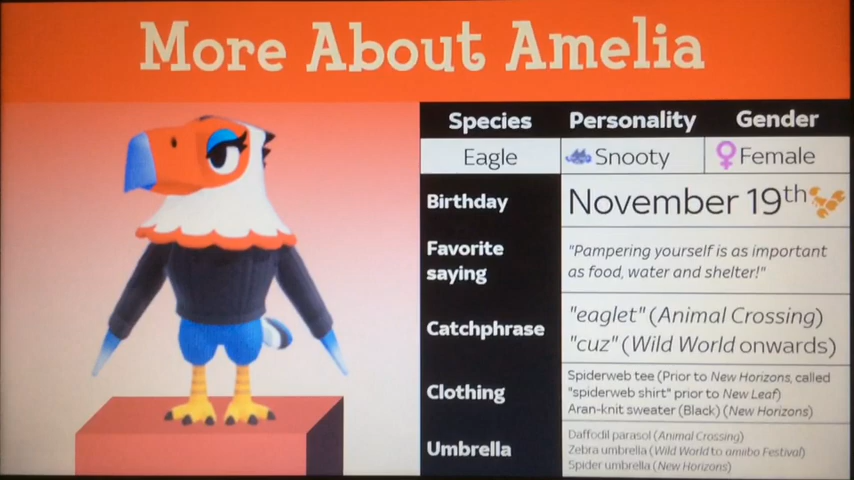 More About Amelia
Species Personality Gender
Eagle Snooty Female
Birthday
November 19th
Favorite
saying
"Pampering yourself is as important
as food, water and shelter!"
Catchphrase
"eaglet" (Animal Crossing)
"cuz" (Wild World onwards)
Clothing
Spiderweb tee (Prior to New Horizons, called
"spiderweb shirt" prior to New Leaf)
Aran-knit sweater (Black) (New Horizons)
Umbrella
Daffodil parasol (Animal Crossing)
Zebra umbrella (Wild World to amiibo Festival)
Spider umbrella (New Horizons)